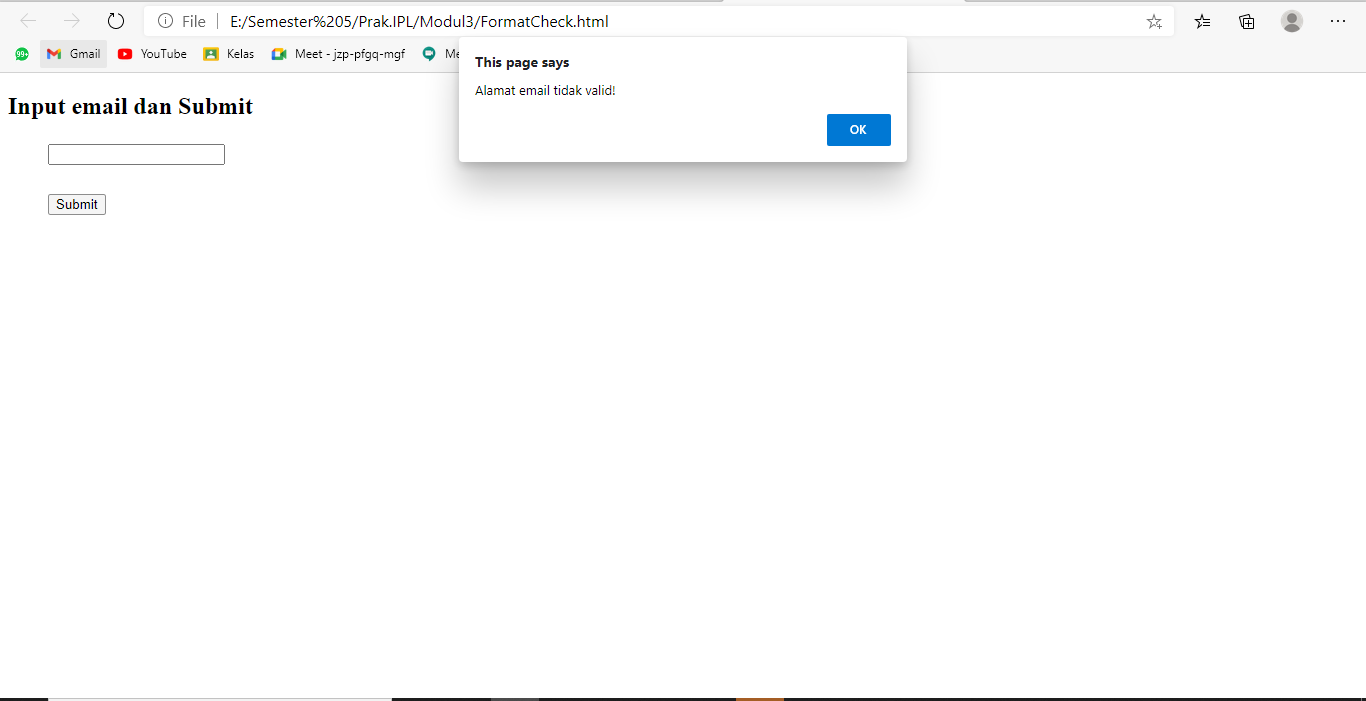 File | E:/Semester%205/Prak.IPL/Modul3/FormatCheck.html
99+ Gmail YouTube Kelas Meet - jzp-pfgq-mgf Me
This page says
Alamat email tidak valid!
OK
Input email dan Submit
Submit